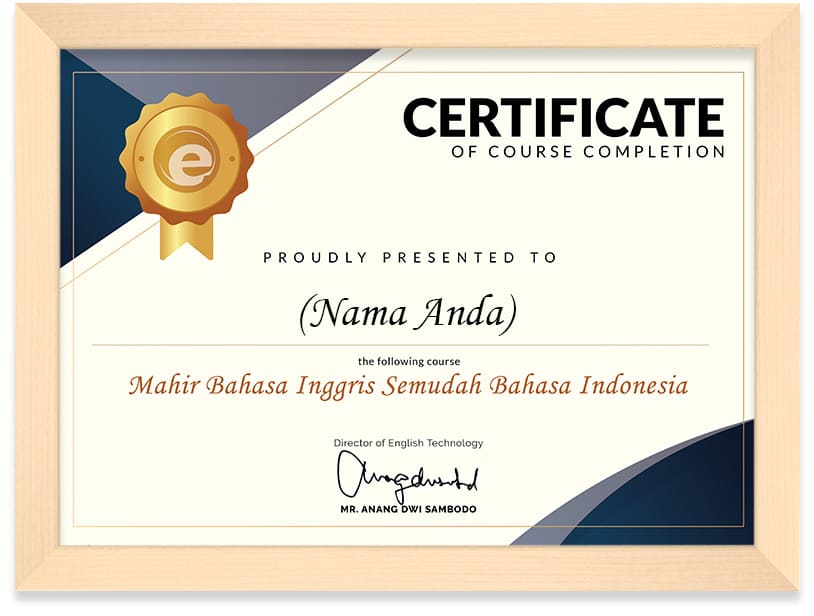 e
CERTIFICATE
OF COURSE COMPLETION
PROUDLY PRESENTED TO
(Nama Anda)
the following course
Mahir Bahasa Inggris Semudah Bahasa Indonesia
Director of English Technology
MR. ANANG DWI SAMBODO